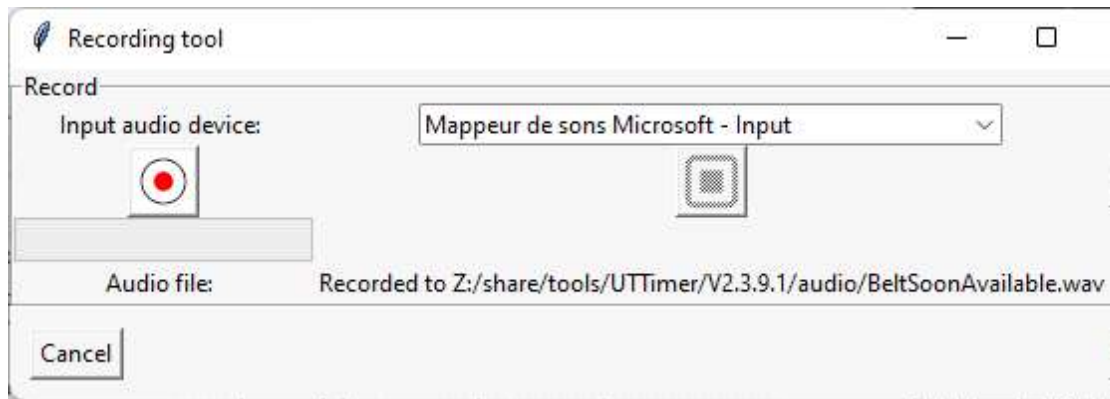 Recording tool
Record
Input audio device: Mappeur de sons Microsoft - Input
Audio file: Recorded to Z:/share/tools/UTTimer/V2.3.9.1/audio/BeltSoonAvailable.wav
Cancel